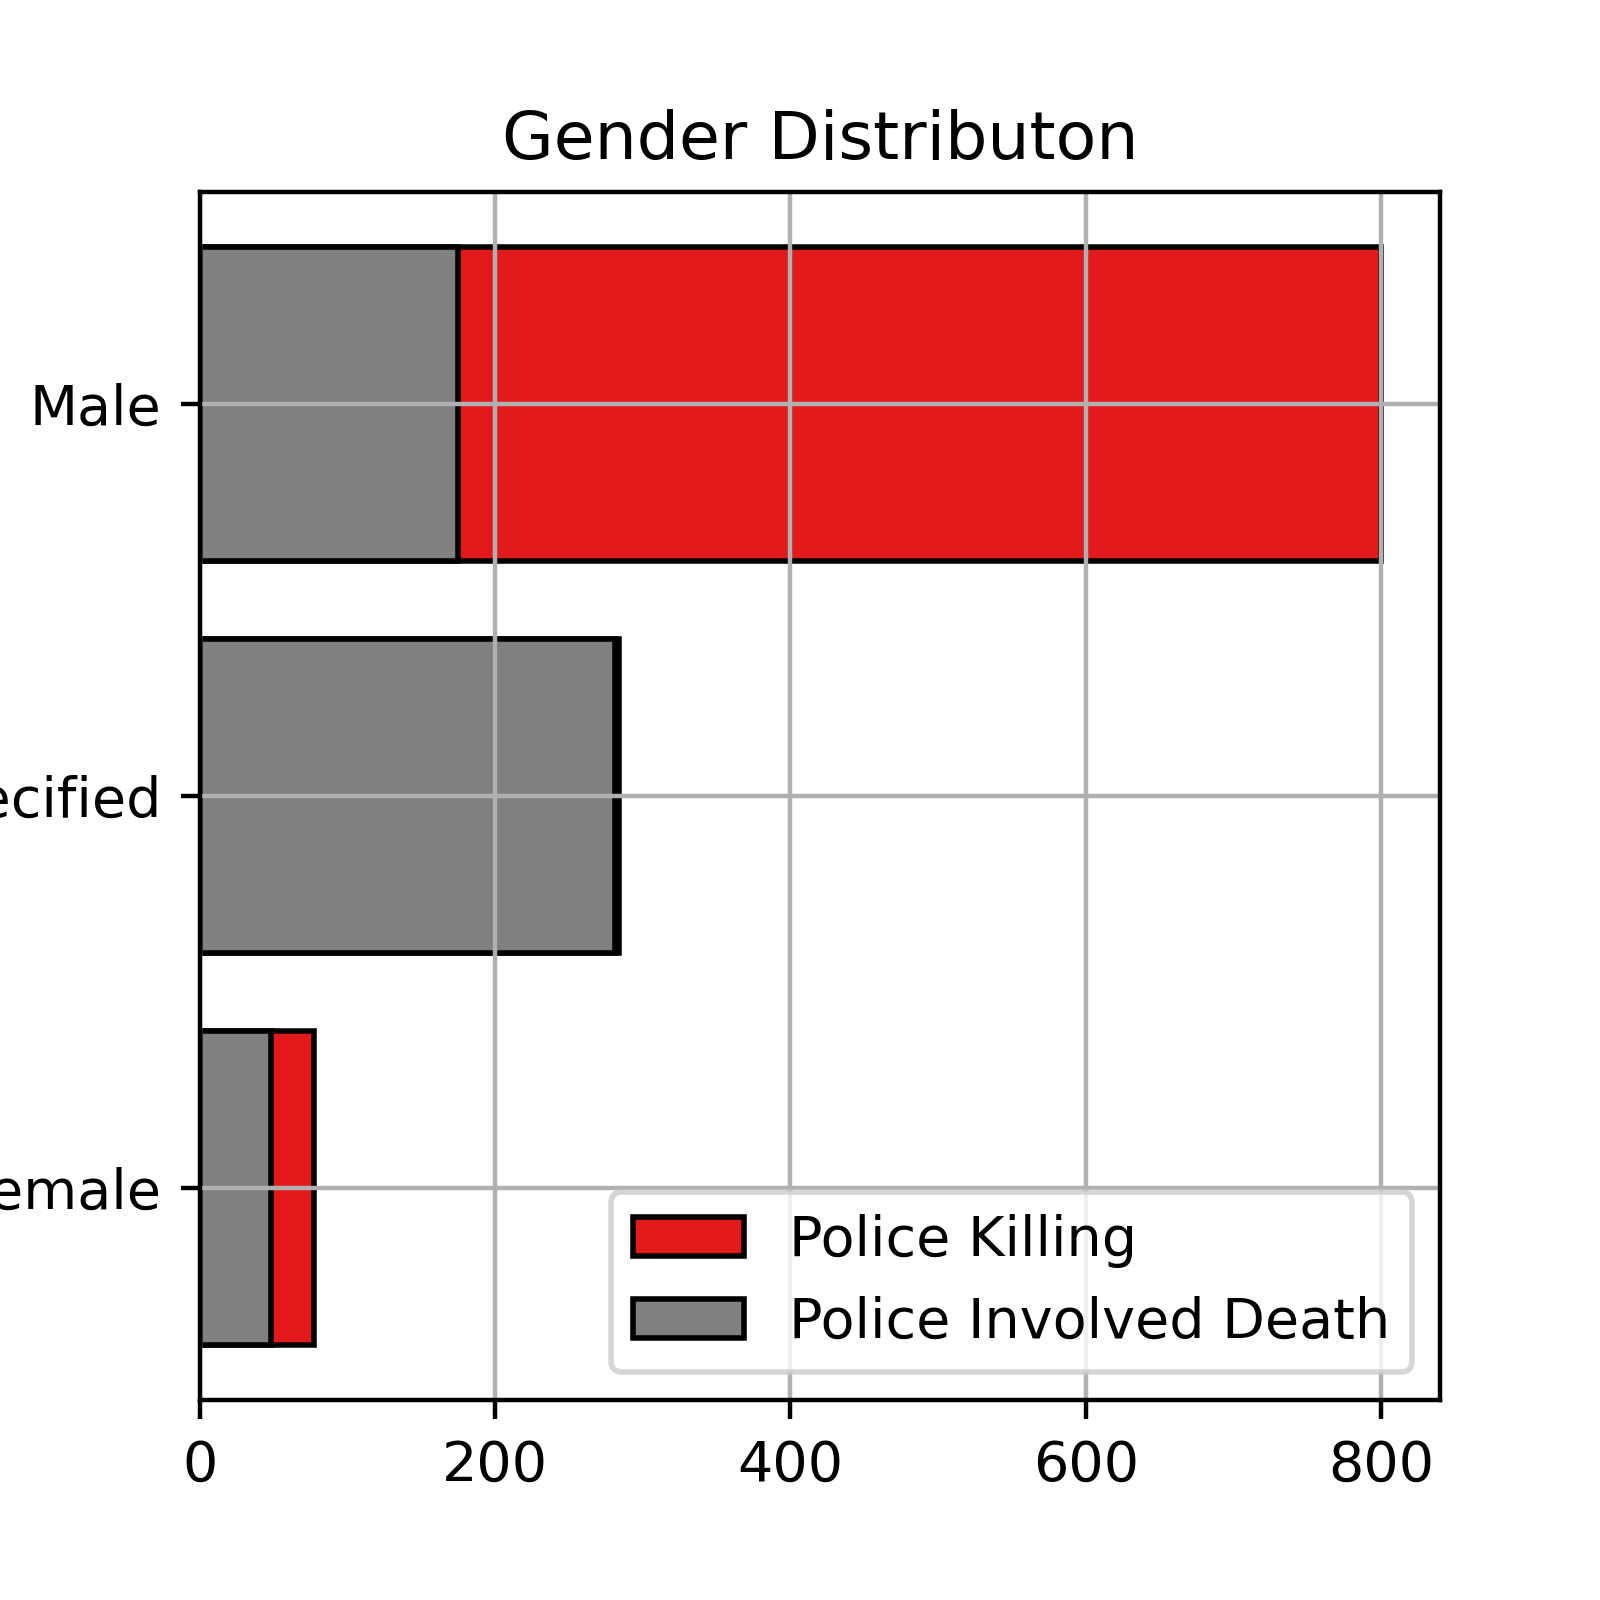 Gender Distributon
Male
ecified
emale
Police Killing
Police Involved Death
0 200 400 600 800